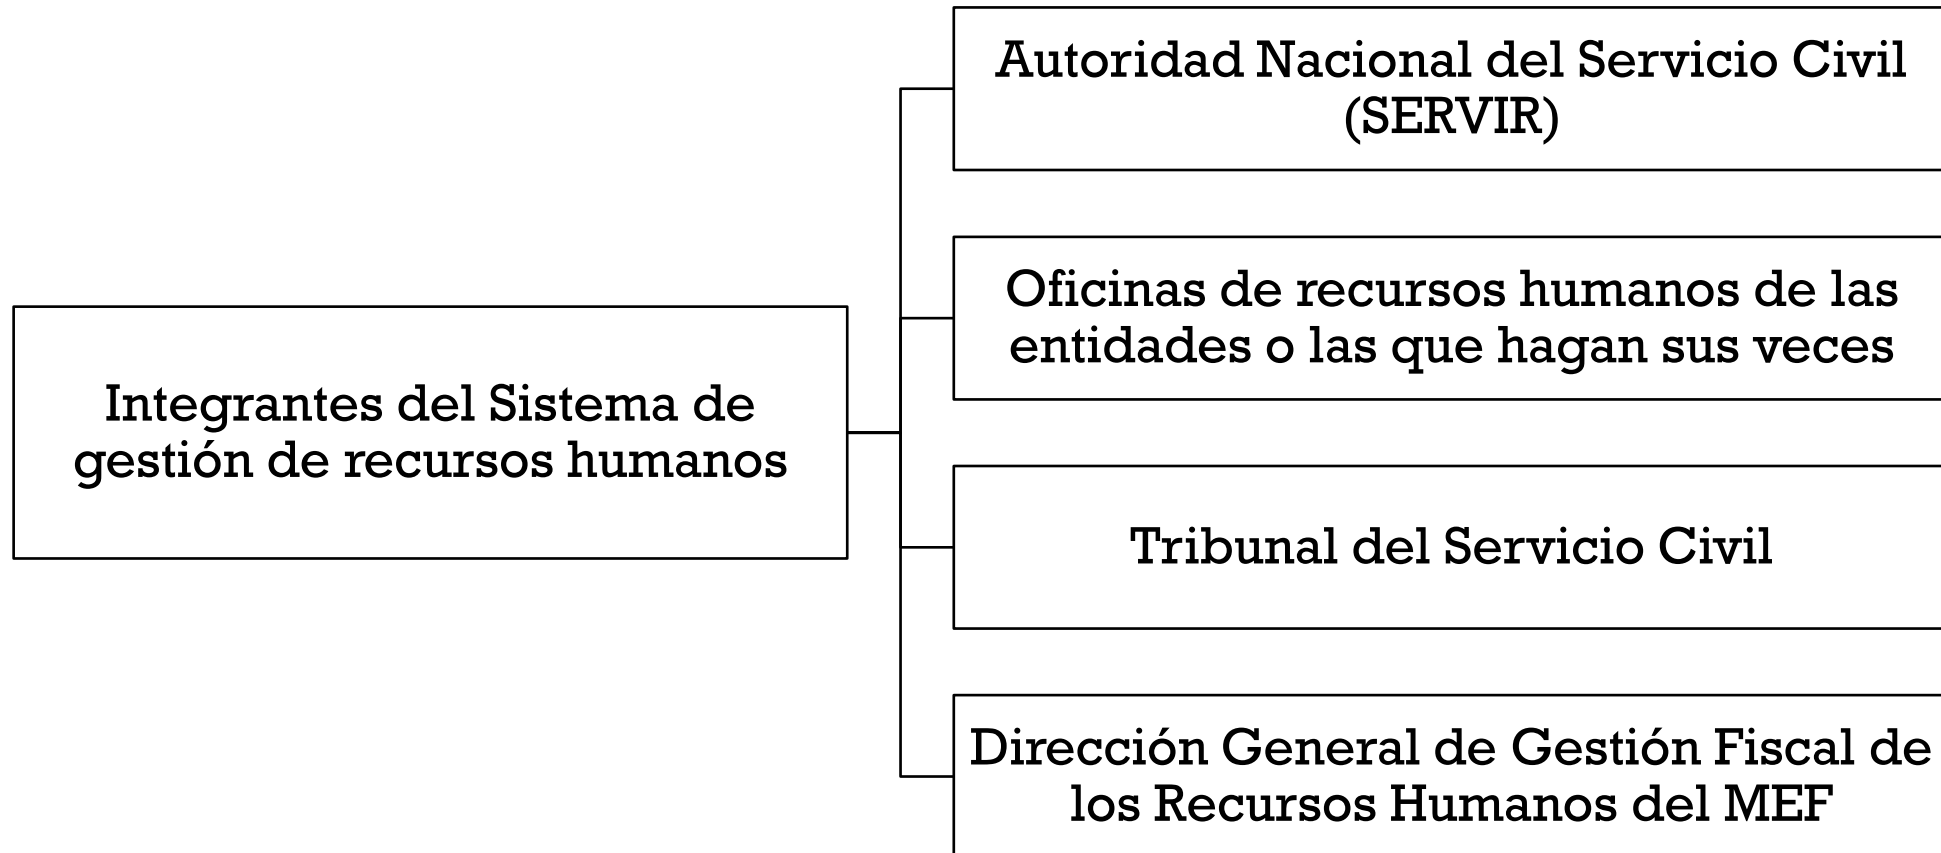 Integrantes del Sistema de
gestión de recursos humanos
Autoridad Nacional del Servicio Civil
(SERVIR)
Oficinas de recursos humanos de las
entidades o las que hagan sus veces
Tribunal del Servicio Civil
Dirección General de Gestión Fiscal de
los Recursos Humanos del MEF